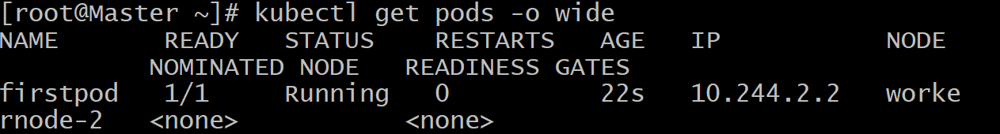 [root@Master ~]# kubectl get pods -o wide
NAME        READY   STATUS    RESTARTS   AGE   IP           NODE
           NOMINATED NODE   READINESS GATES
firstpod   1/1     Running   0          22s   10.244.2.2   worke
rnode-2   <none>           <none>